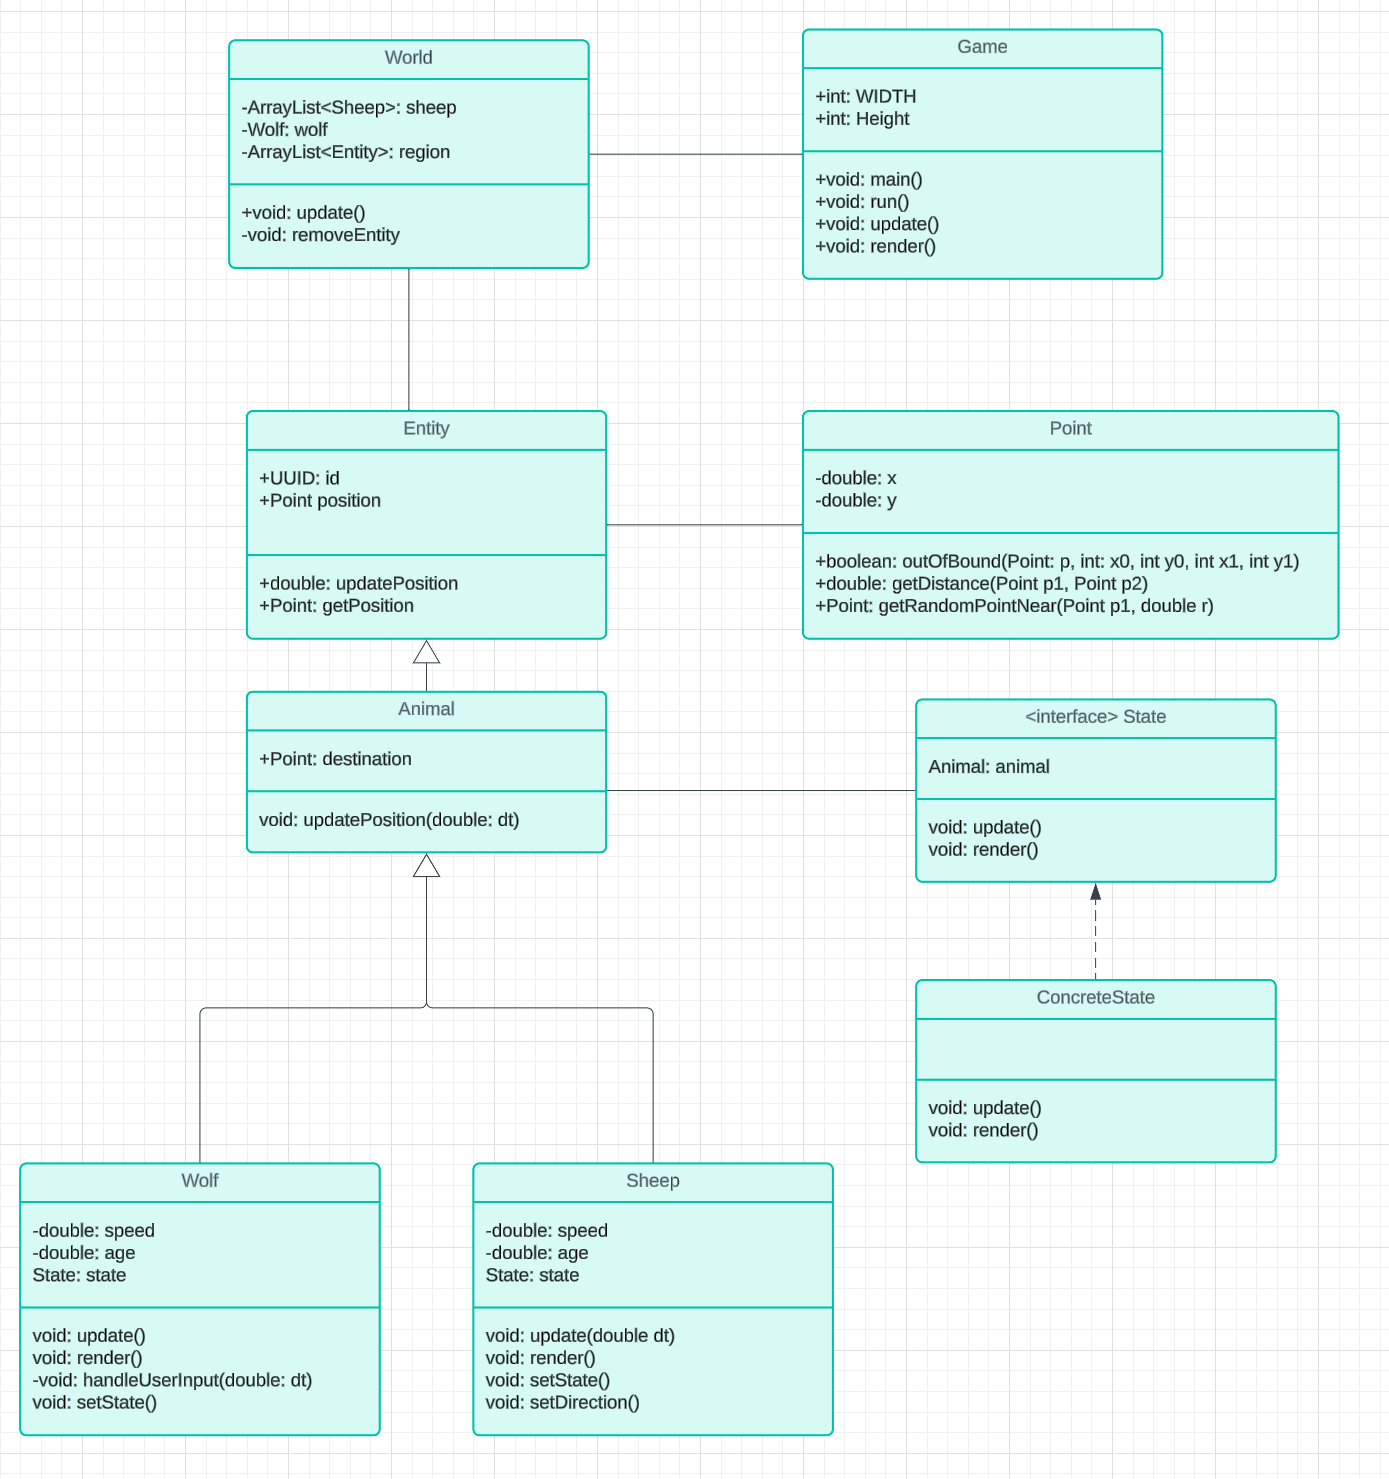 World
-ArrayList<Sheep>: sheep
-Wolf: wolf
-ArrayList<Entity>: region
+void: update()
-void: removeEntity
Game
+int: WIDTH
+int: Height
+void: main()
+void: run()
+void: update()
+void: render()
Entity
+UUID: id
+Point position
+double: updatePosition
+Point: getPosition
Point
-double: x
-double: y
+boolean: outOfBound(Point: p, int: x0, int y0, int x1, int y1)
+double: getDistance(Point p1, Point p2)
+Point: getRandomPointNear(Point p1, double r)
Animal
+Point: destination
void: updatePosition(double: dt)
<interface> State
Animal: animal
void: update()
void: render()
ConcreteState
void: update()
void: render()
Wolf
-double: speed
-double: age
State: state
void: update()
void: render()
-void: handleUserInput(double: dt)
void: setState()
Sheep
-double: speed
-double: age
State: state
void: update(double dt)
void: render()
void: setState()
void: setDirection()